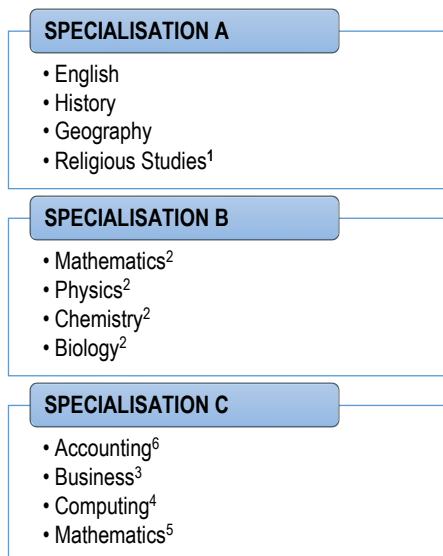 SPECIALISATION A
• English
• History
• Geography
• Religious Studies¹
SPECIALISATION B
• Mathematics²
• Physics²
• Chemistry²
• Biology²
SPECIALISATION C
• Accounting⁶
• Business³
• Computing⁴
• Mathematics⁵